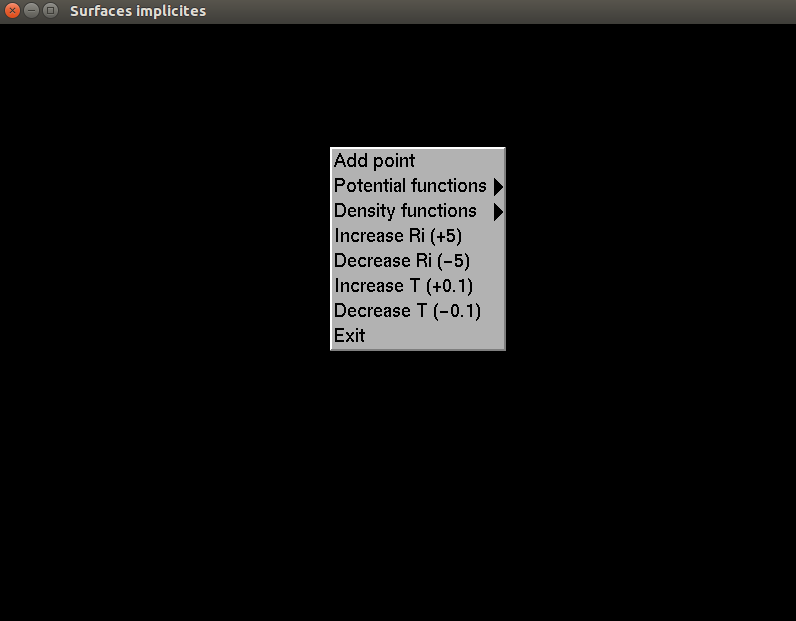 Surfaces implicites
Add point
Potential functions
Density functions
Increase Ri (+5)
Decrease Ri (−5)
Increase T (+0.1)
Decrease T (−0.1)
Exit